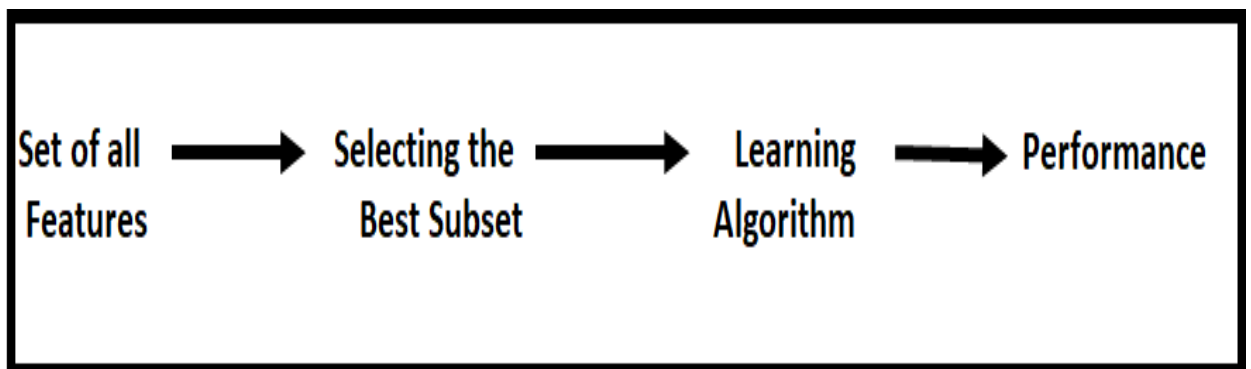 Set of all
Features
Selecting the
Best Subset
Learning
Algorithm
Performance